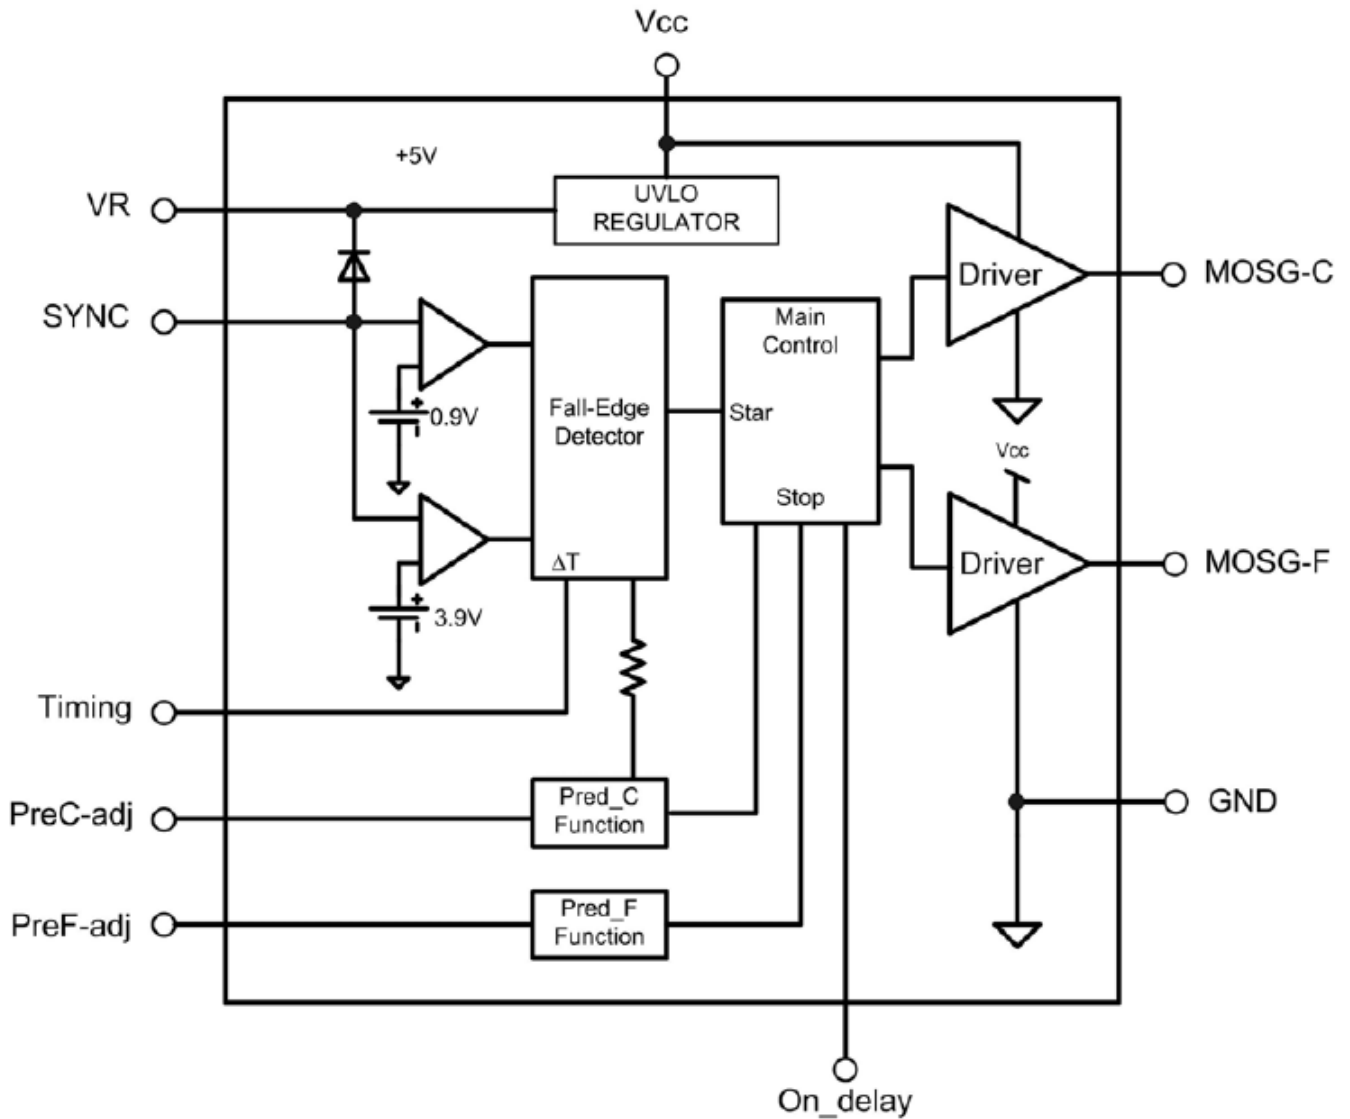 Vcc
+5V
VR
UVLO
REGULATOR
SYNC
Driver
MOSG-C
Main
Control
0.9V
Fall-Edge
Detector
Star
Vcc
Stop
ΔT
Driver
MOSG-F
3.9V
Timing
PreC-adj
Pred_C
Function
GND
PreF-adj
Pred_F
Function
On_delay